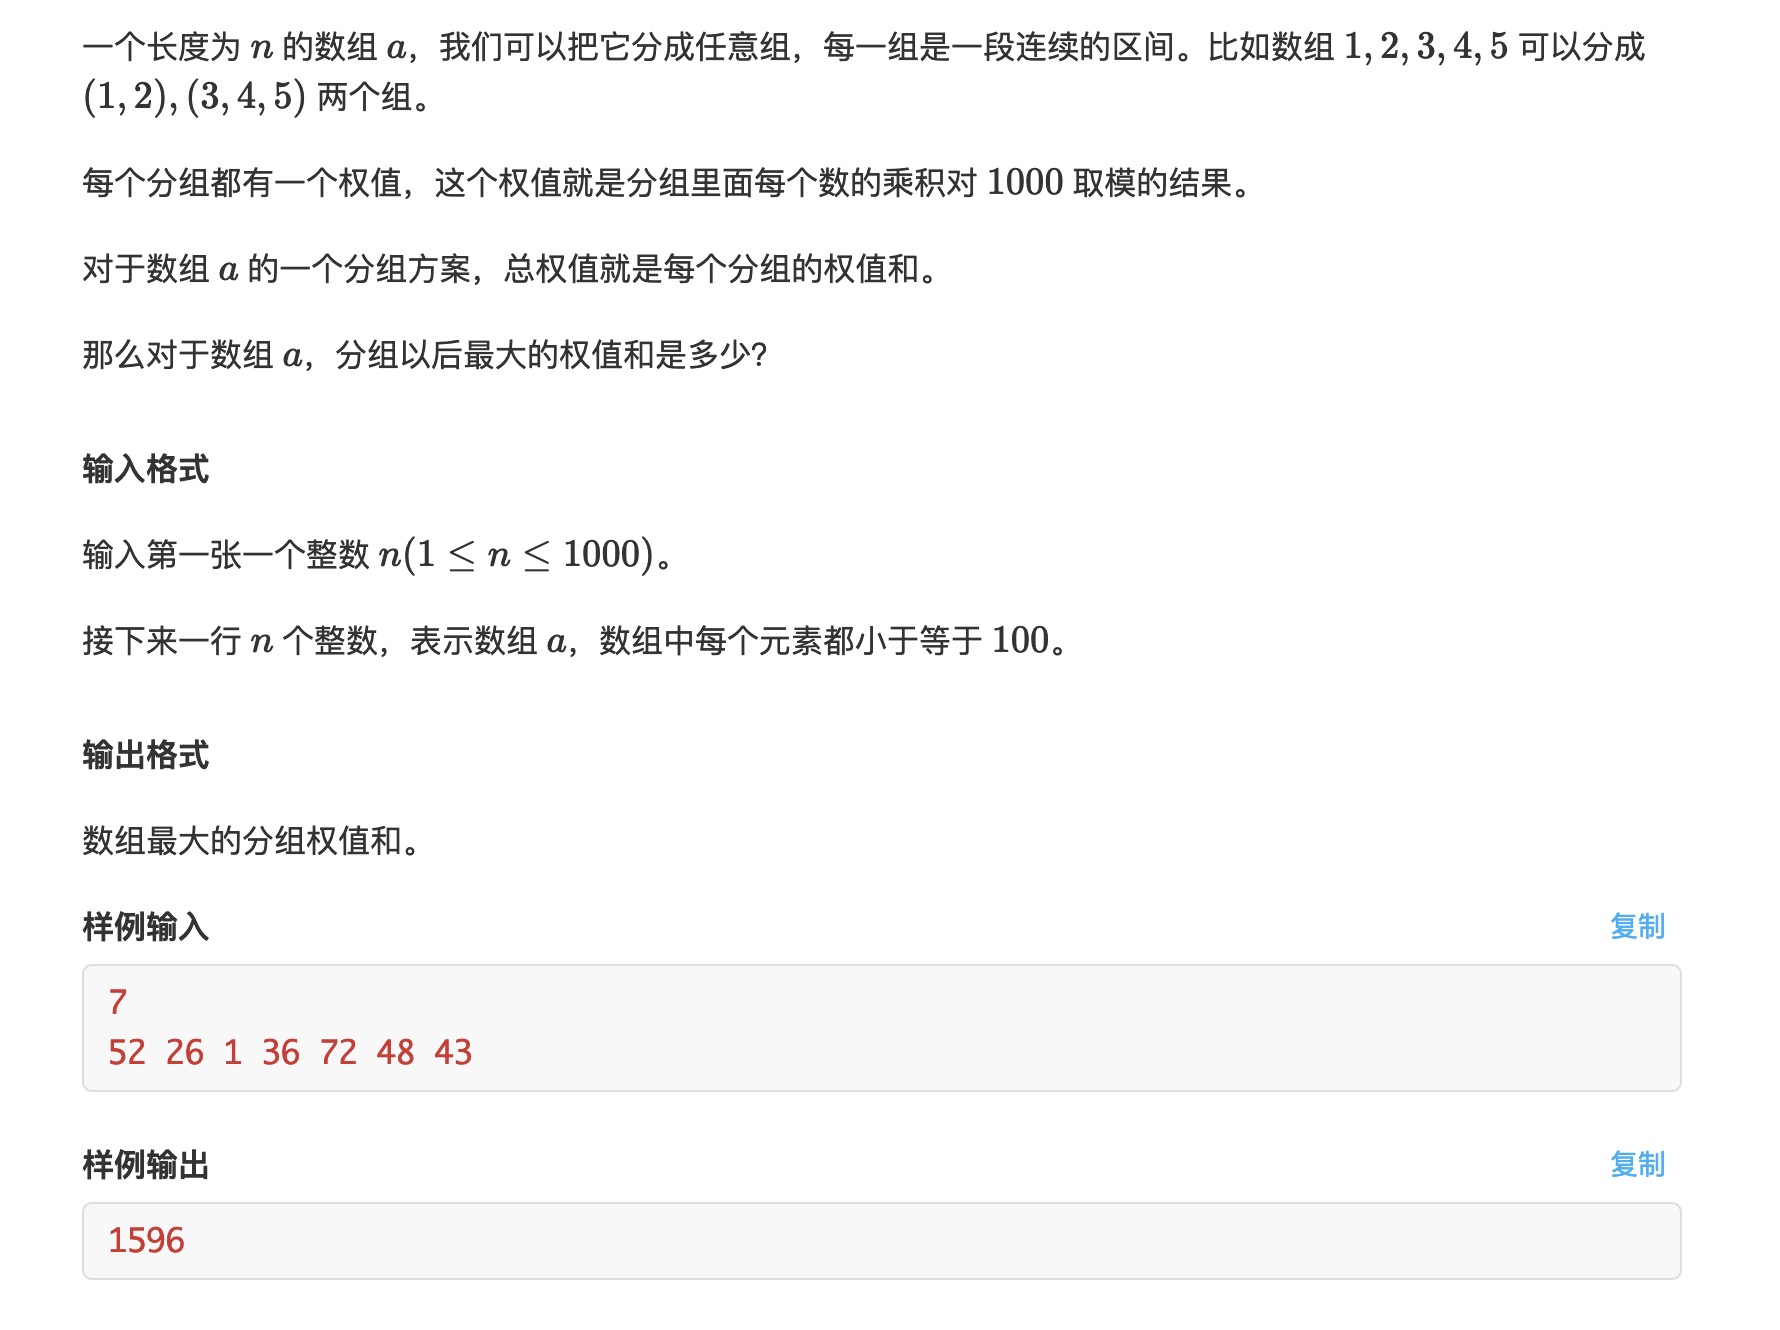 一个长度为 n 的数组 a，我们可以把它分成任意组，每一组是一段连续的区间。比如数组 1, 2, 3, 4, 5 可以分成
(1, 2), (3, 4, 5) 两个组。
每个分组都有一个权值，这个权值就是分组里面每个数的乘积对 1000 取模的结果。
对于数组 a 的一个分组方案，总权值就是每个分组的权值和。
那么对于数组 a，分组以后最大的权值和是多少?
输入格式
输入第一张一个整数 n(1 ≤ n ≤ 1000)。
接下来一行 n 个整数，表示数组 a，数组中每个元素都小于等于 100。
输出格式
数组最大的分组权值和。
样例输入 复制
7
52 26 1 36 72 48 43
样例输出 复制
1596